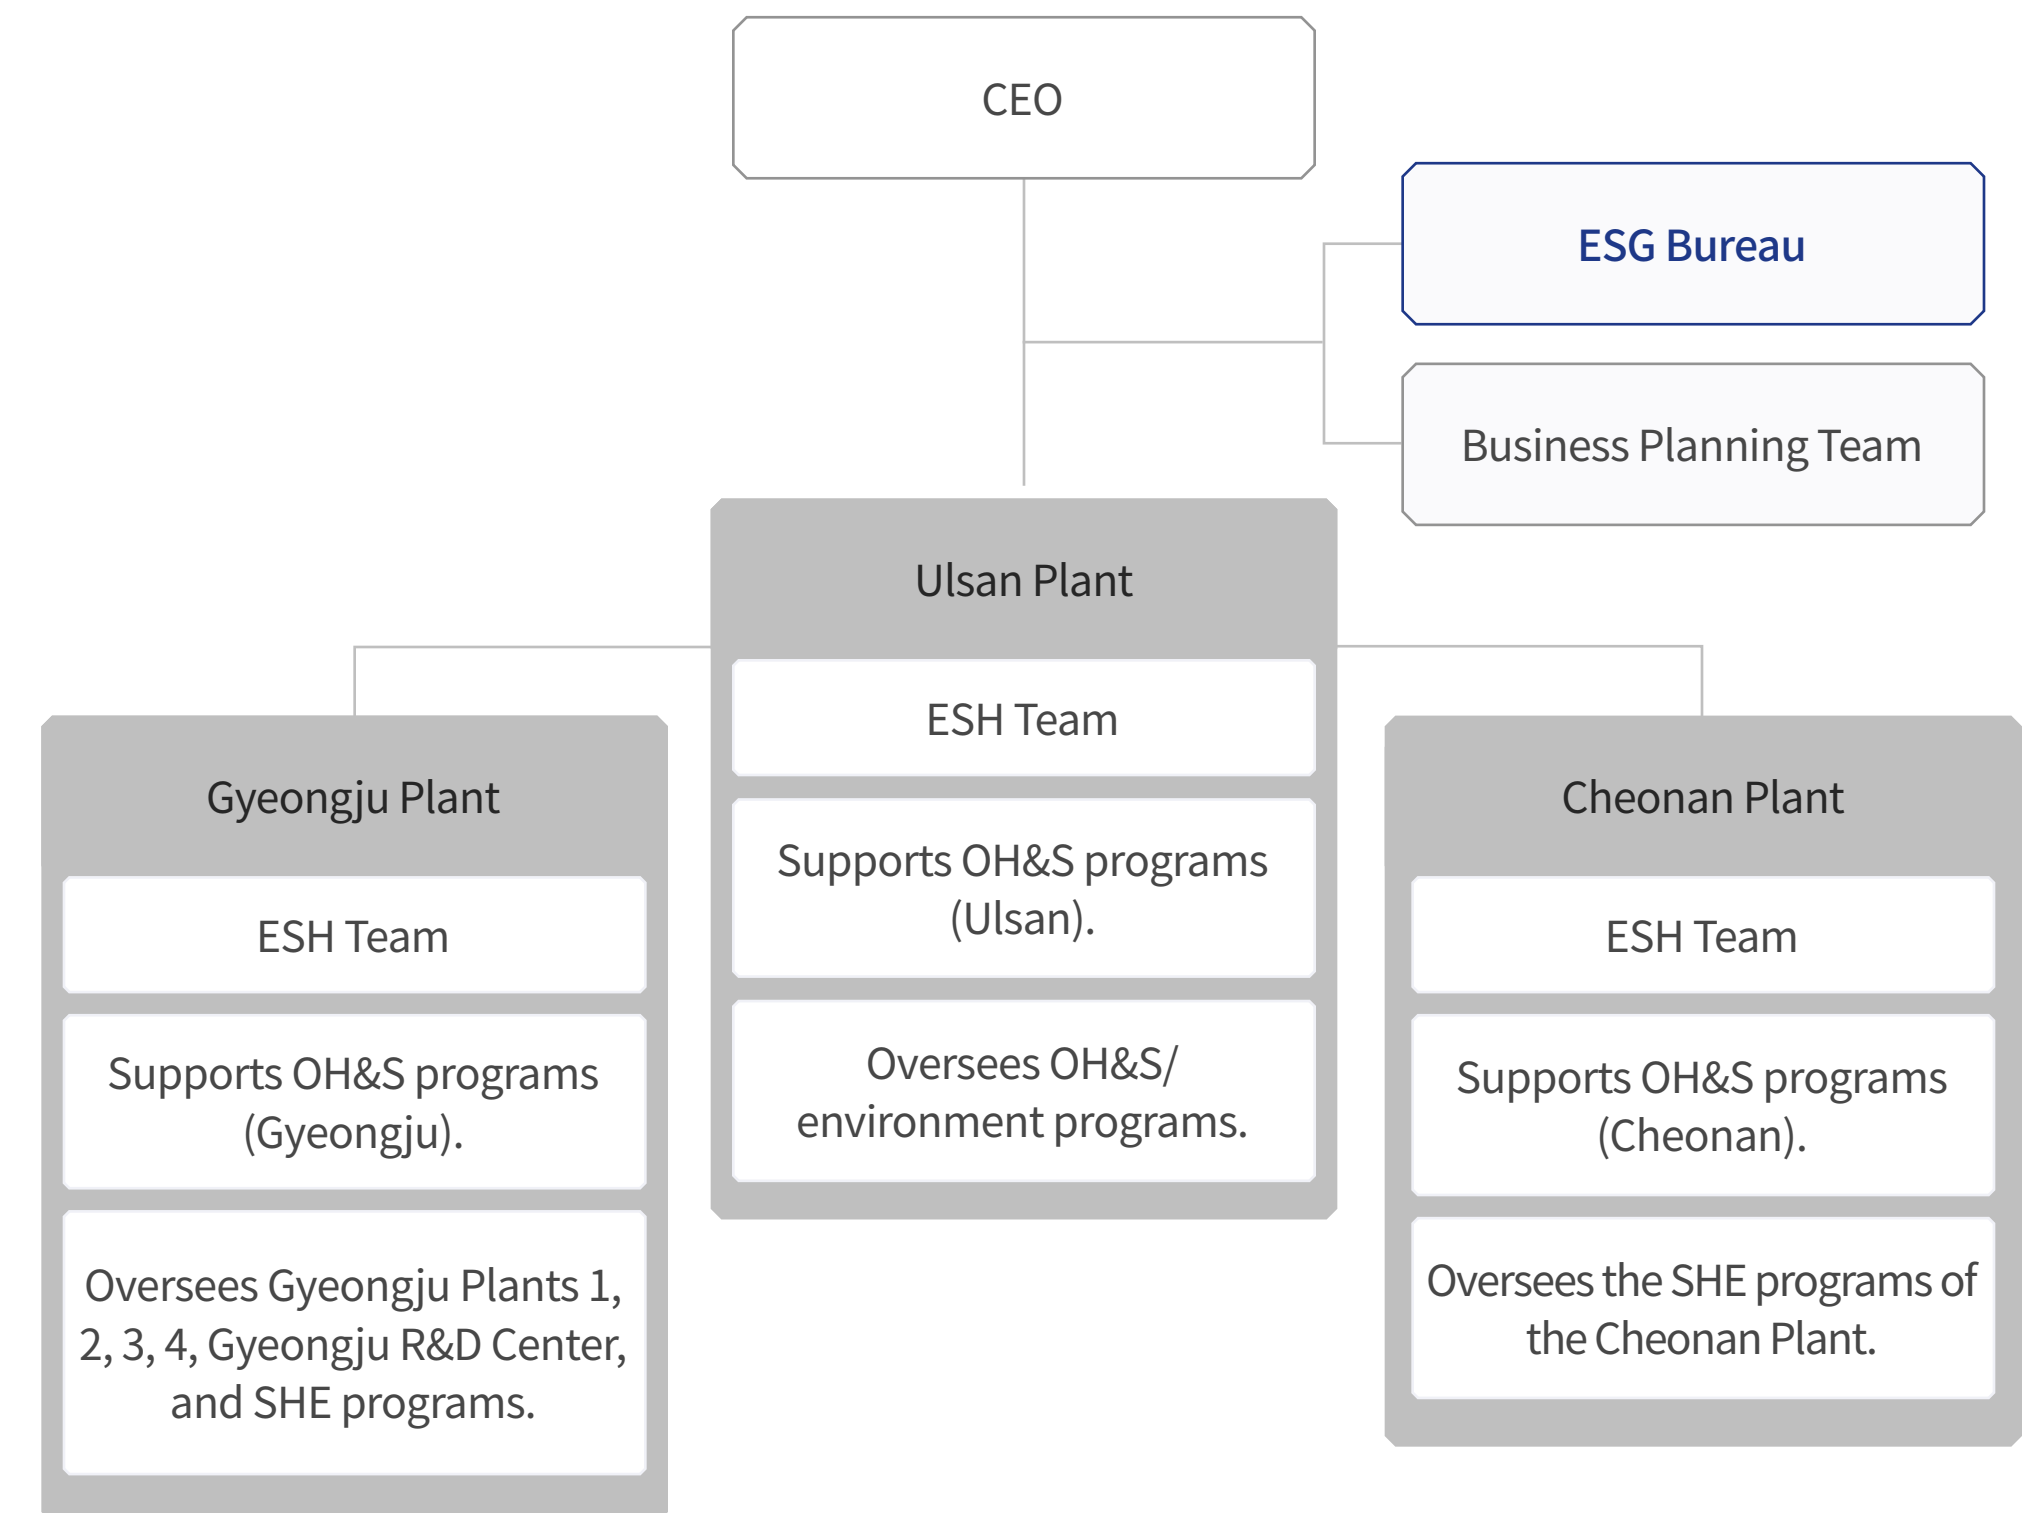 CEO
ESG Bureau
Business Planning Team
Ulsan Plant
ESH Team
Supports OH&S programs
(Ulsan).
Oversees OH&S/
environment programs.
Gyeongju Plant
ESH Team
Supports OH&S programs
(Gyeongju).
Oversees Gyeongju Plants 1,
2, 3, 4, Gyeongju R&D Center,
and SHE programs.
Cheonan Plant
ESH Team
Supports OH&S programs
(Cheonan).
Oversees the SHE programs of
the Cheonan Plant.